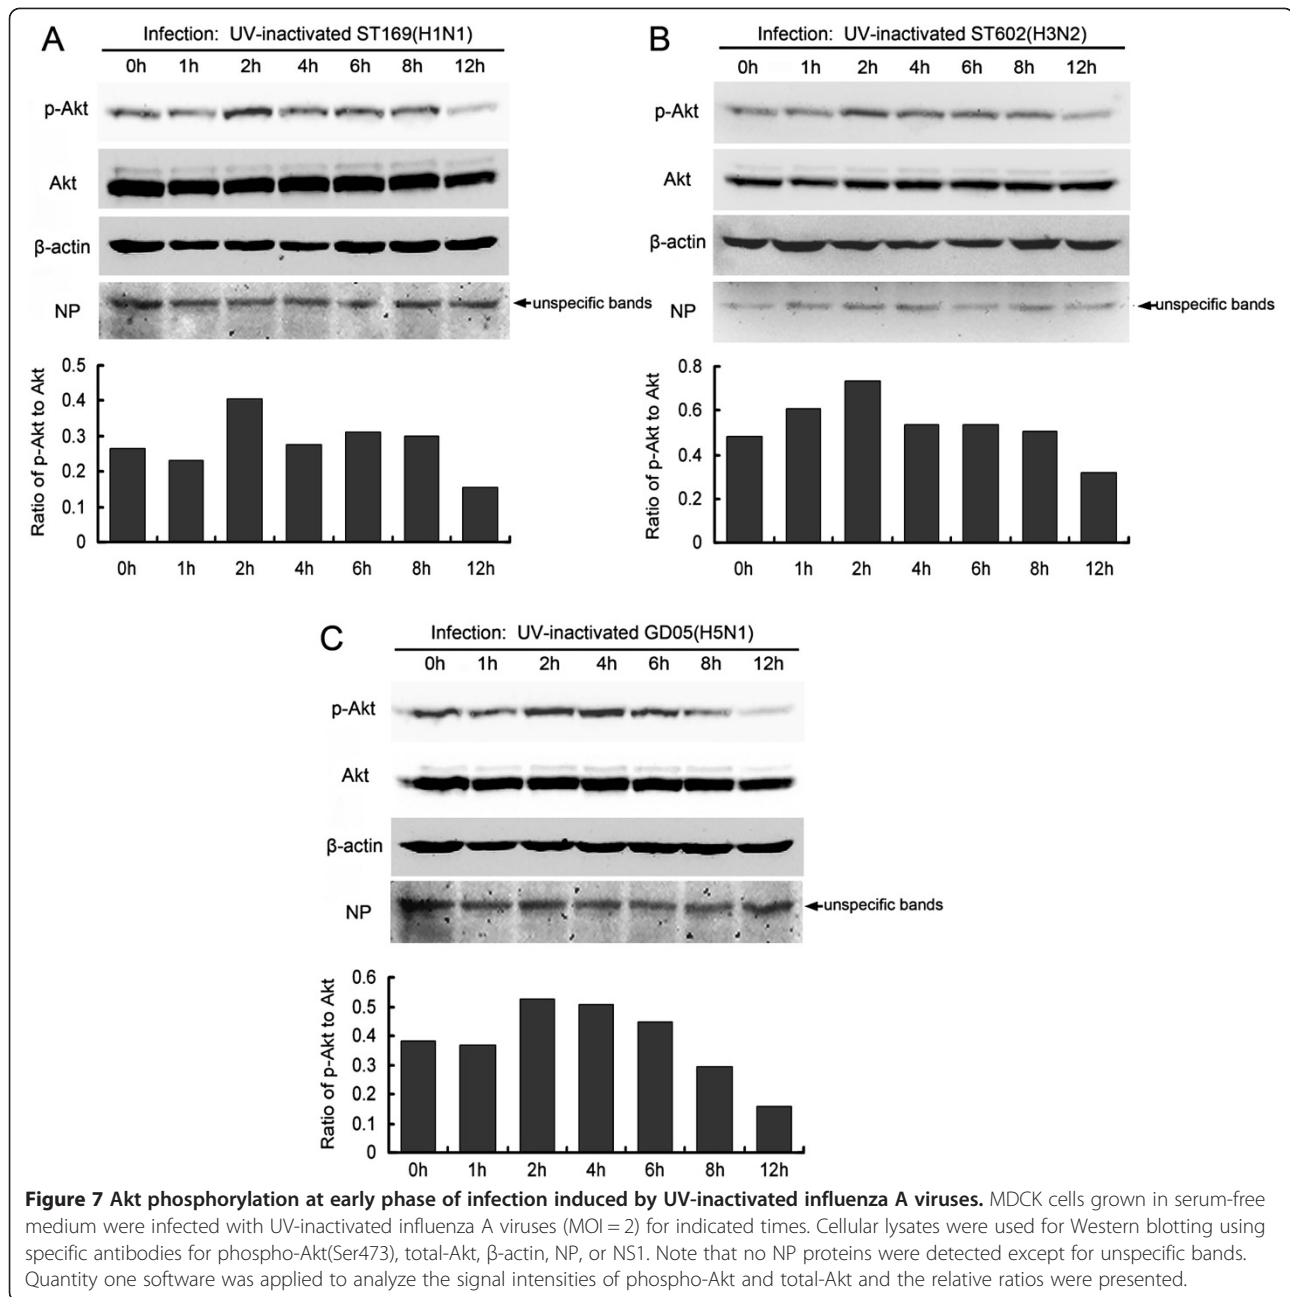 A
Infection: UV-inactivated ST169(H1N1)
0h 1h 2h 4h 6h 8h 12h
p-Akt
Akt
β-actin
NP
unspecific bands
Ratio of p-Akt to Akt
0.5
0.4
0.3
0.2
0.1
0
0h 1h 2h 4h 6h 8h 12h
B
Infection: UV-inactivated ST602(H3N2)
0h 1h 2h 4h 6h 8h 12h
p-Akt
Akt
β-actin
NP
unspecific bands
Ratio of p-Akt to Akt
0.8
0.6
0.4
0.2
0
0h 1h 2h 4h 6h 8h 12h
C
Infection: UV-inactivated GD05(H5N1)
0h 1h 2h 4h 6h 8h 12h
p-Akt
Akt
β-actin
NP
unspecific bands
Ratio of p-Akt to Akt
0.6
0.5
0.4
0.3
0.2
0.1
0
0h 1h 2h 4h 6h 8h 12h
Figure 7 Akt phosphorylation at early phase of infection induced by UV-inactivated influenza A viruses. MDCK cells grown in serum-free
medium were infected with UV-inactivated influenza A viruses (MOI = 2) for indicated times. Cellular lysates were used for Western blotting using
specific antibodies for phospho-Akt(Ser473), total-Akt, β-actin, NP, or NS1. Note that no NP proteins were detected except for unspecific bands.
Quantity one software was applied to analyze the signal intensities of phospho-Akt and total-Akt and the relative ratios were presented.